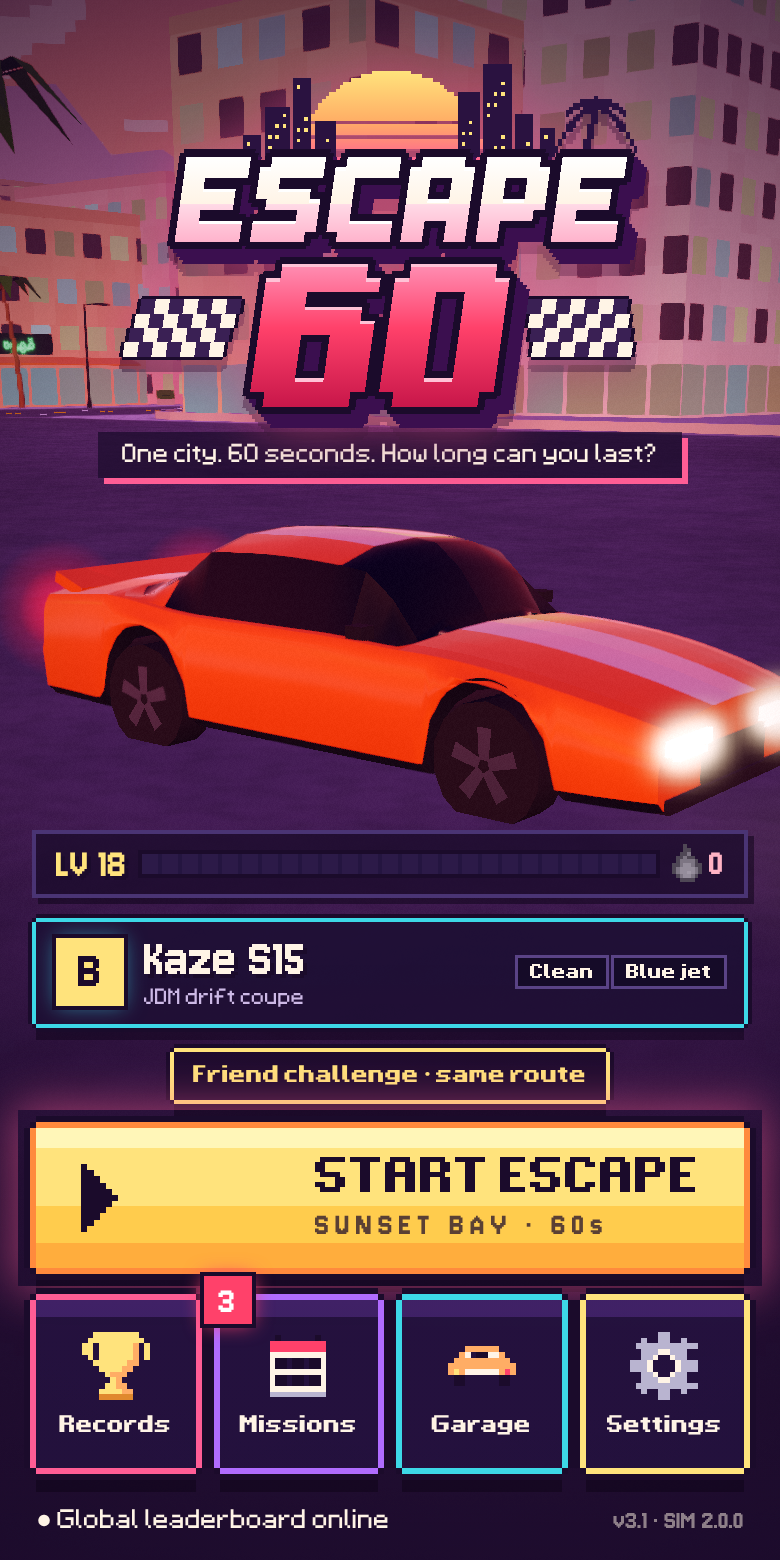 ESCAPE
60
One city. 60 seconds. How long can you last?
LV 18
0
B
Kaze S15
JDM drift coupe
Clean
Blue jet
Friend challenge · same route
START ESCAPE
SUNSET BAY · 60s
3
Records
Missions
Garage
Settings
Global leaderboard online
v3.1 · SIM 2.0.0